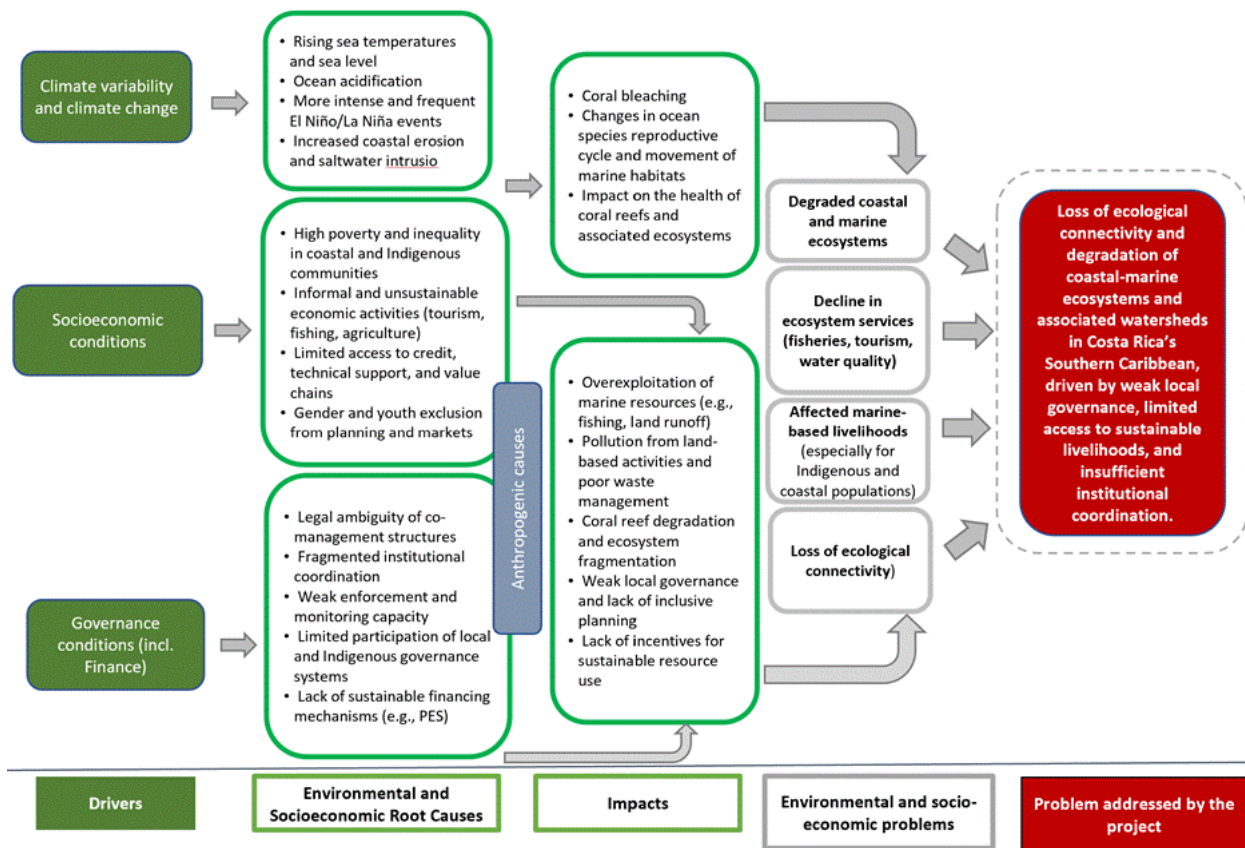 Climate variability
and climate change
• Rising sea temperatures
and sea level
• Ocean acidification
• More intense and frequent
El Niño/La Niña events
• Increased coastal erosion
and saltwater intrusio
• Coral bleaching
• Changes in ocean
species reproductive
cycle and movement of
marine habitats
• Impact on the health of
coral reefs and
associated ecosystems
Socioeconomic
conditions
• High poverty and inequality
in coastal and Indigenous
communities
• Informal and unsustainable
economic activities (tourism,
fishing, agriculture)
• Limited access to credit,
technical support, and value
chains
• Gender and youth exclusion
from planning and markets
Governance
conditions (incl.
Finance)
• Legal ambiguity of co-
management structures
• Fragmented institutional
coordination
• Weak enforcement and
monitoring capacity
• Limited participation of local
and Indigenous governance
systems
• Lack of sustainable financing
mechanisms (e.g., PES)
Anthropogenic causes
• Overexploitation of
marine resources (e.g.,
fishing, land runoff)
• Pollution from land-
based activities and
poor waste
management
• Coral reef degradation
and ecosystem
fragmentation
• Weak local governance
and lack of inclusive
planning
• Lack of incentives for
sustainable resource
use
Degraded coastal
and marine
ecosystems
Decline in
ecosystem services
(fisheries, tourism,
water quality)
Affected marine-
based livelihoods
(especially for
Indigenous and
coastal populations)
Loss of ecological
connectivity)
Loss of ecological
connectivity and
degradation of
coastal-marine
ecosystems and
associated watersheds
in Costa Rica's
Southern Caribbean,
driven by weak local
governance, limited
access to sustainable
livelihoods, and
insufficient
institutional
coordination.
Drivers
Environmental and
Socioeconomic Root Causes
Impacts
Environmental and socio-
economic problems
Problem addressed by the
project